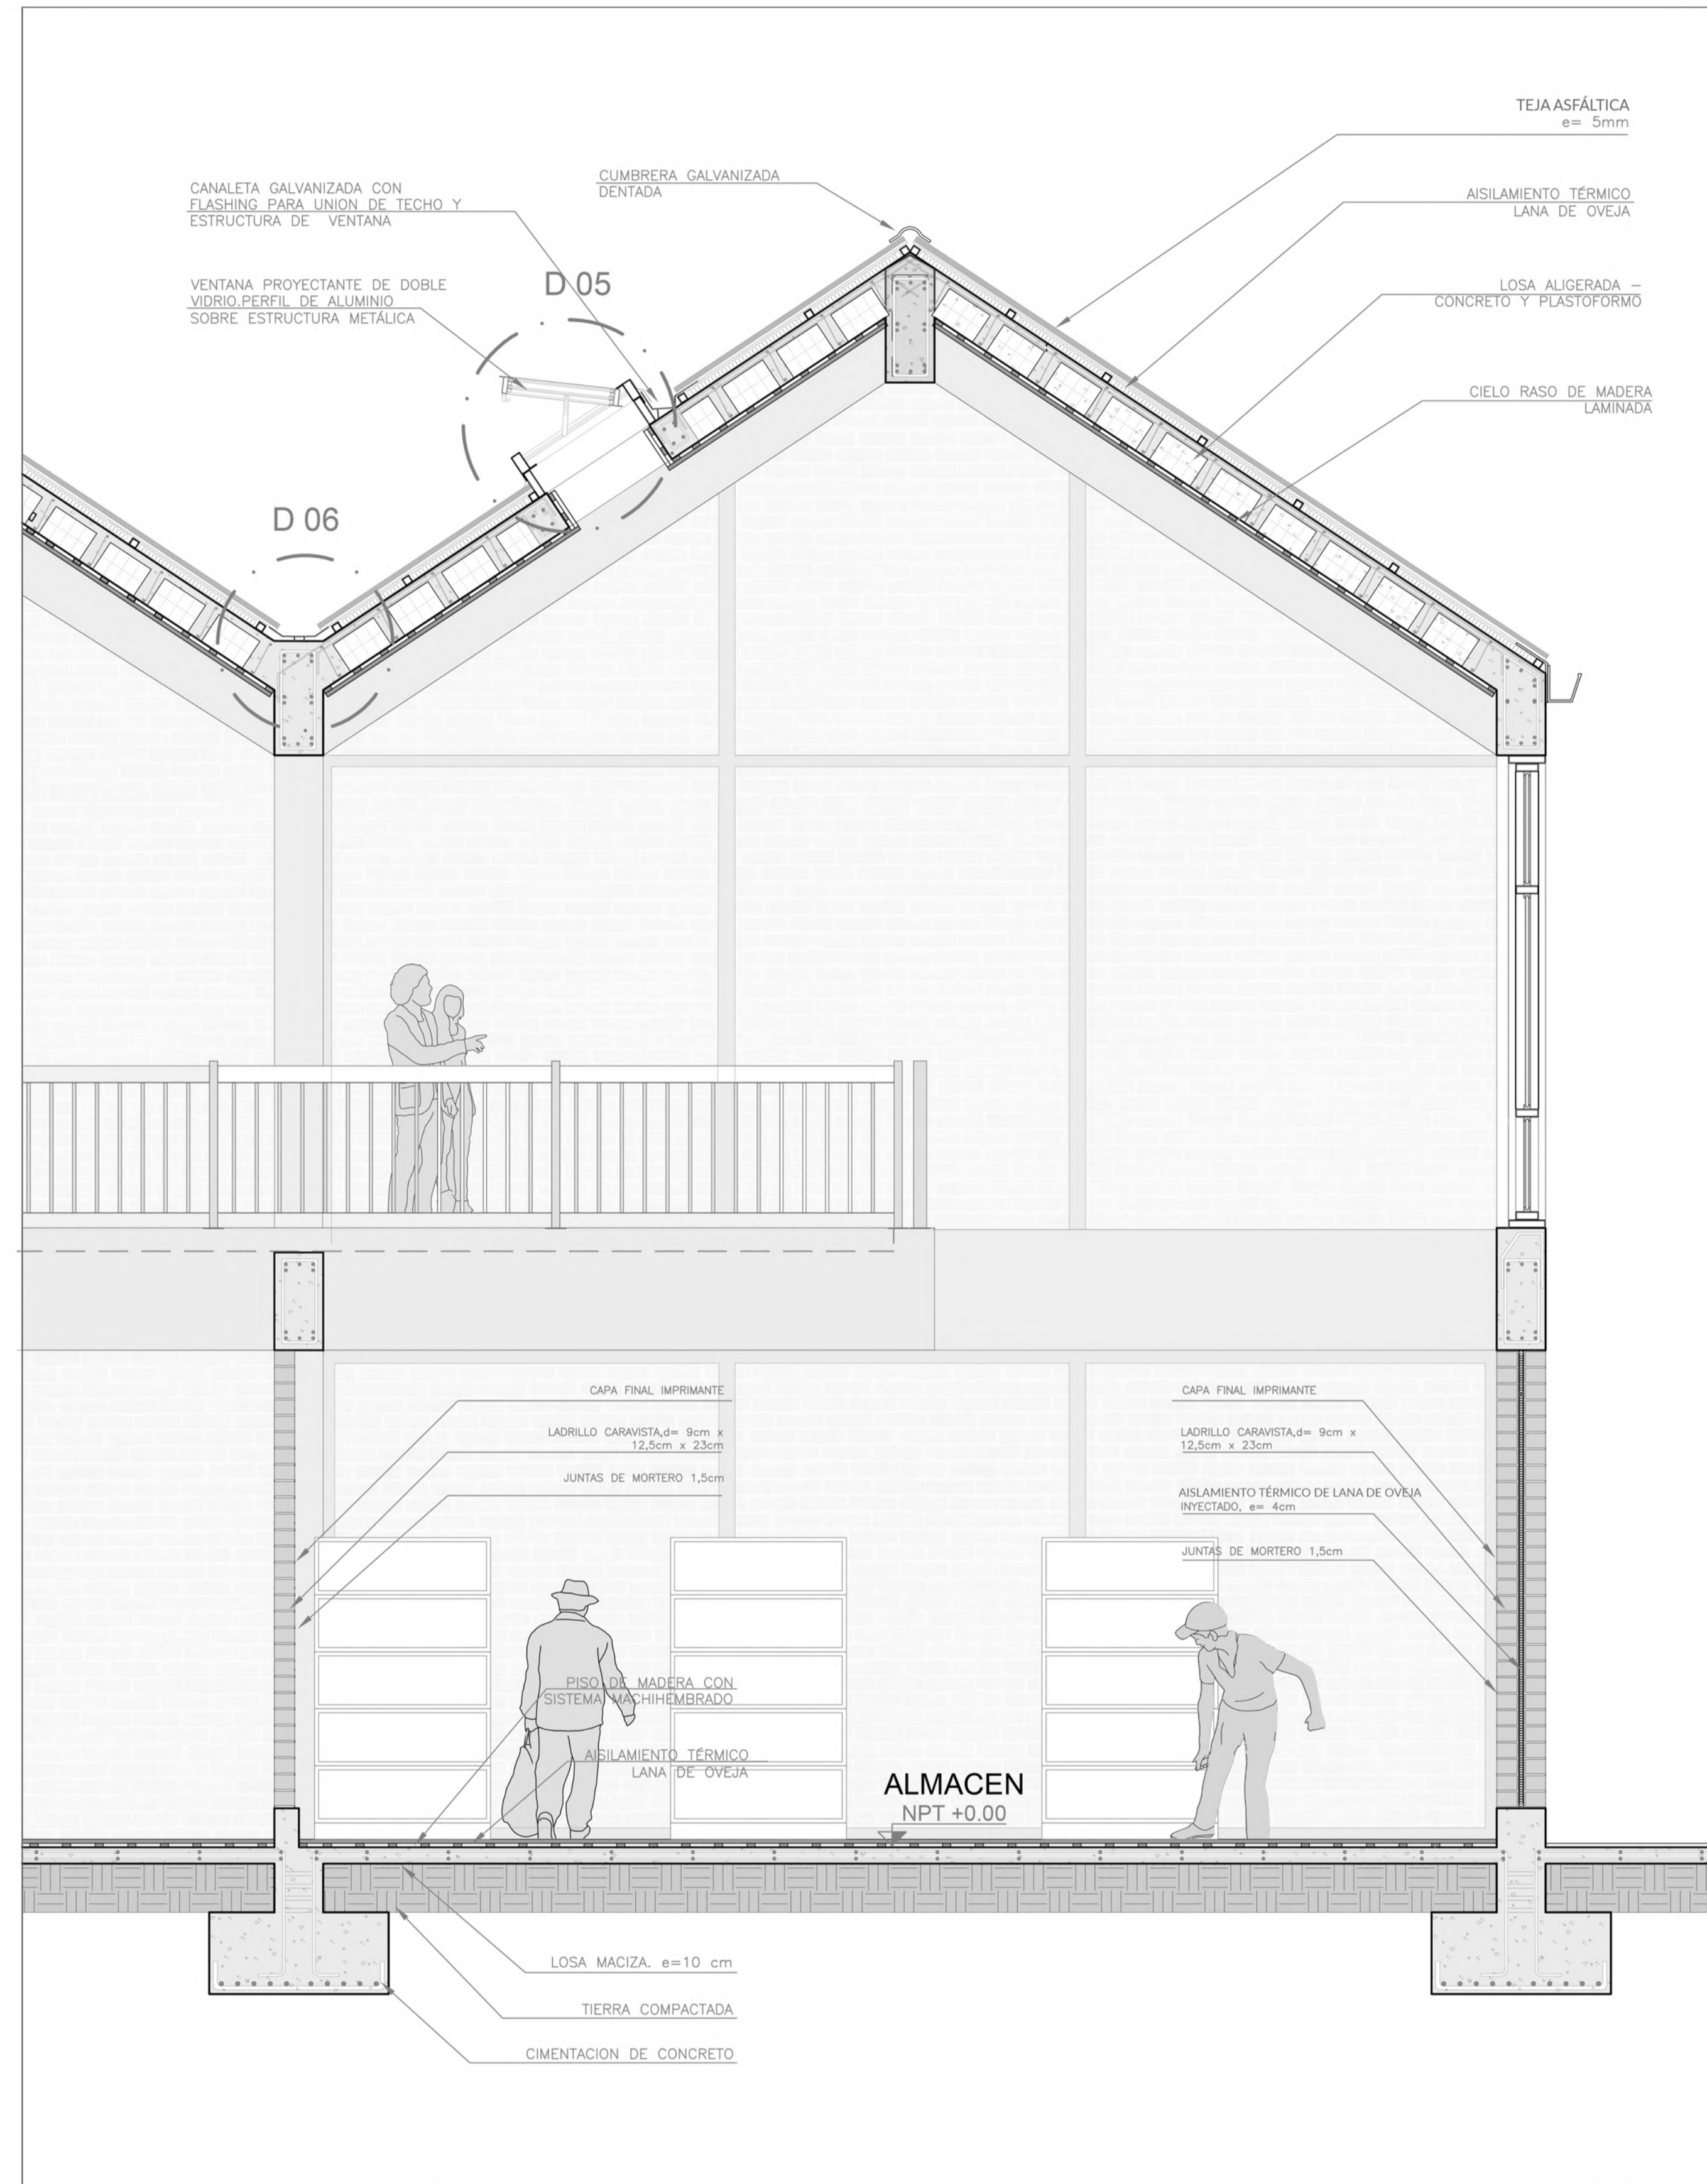 TEJA ASFÁLTICA
e= 5mm
CUMBRERA GALVANIZADA
DENTADA
CANALETA GALVANIZADA CON
FLASHING PARA UNION DE TECHO Y
ESTRUCTURA DE VENTANA
AISILAMIENTO TÉRMICO
LANA DE OVEJA
VENTANA PROYECTANTE DE DOBLE
VIDRIO.PERFIL DE ALUMINIO
SOBRE ESTRUCTURA METÁLICA
D 05
LOSA ALIGERADA –
CONCRETO Y PLASTOFORMO
CIELO RASO DE MADERA
LAMINADA
D 06
CAPA FINAL IMPRIMANTE
LADRILLO CARAVISTA,d= 9cm x
12,5cm x 23cm
JUNTAS DE MORTERO 1,5cm
CAPA FINAL IMPRIMANTE
LADRILLO CARAVISTA,d= 9cm x
12,5cm x 23cm
AISLAMIENTO TÉRMICO DE LANA DE OVEJA
INYECTADO, e= 4cm
JUNTAS DE MORTERO 1,5cm
PISO DE MADERA CON
SISTEMA MACHIHEMBRADO
AISILAMIENTO TÉRMICO
LANA DE OVEJA
ALMACEN
NPT +0.00
LOSA MACIZA. e=10 cm
TIERRA COMPACTADA
CIMENTACION DE CONCRETO